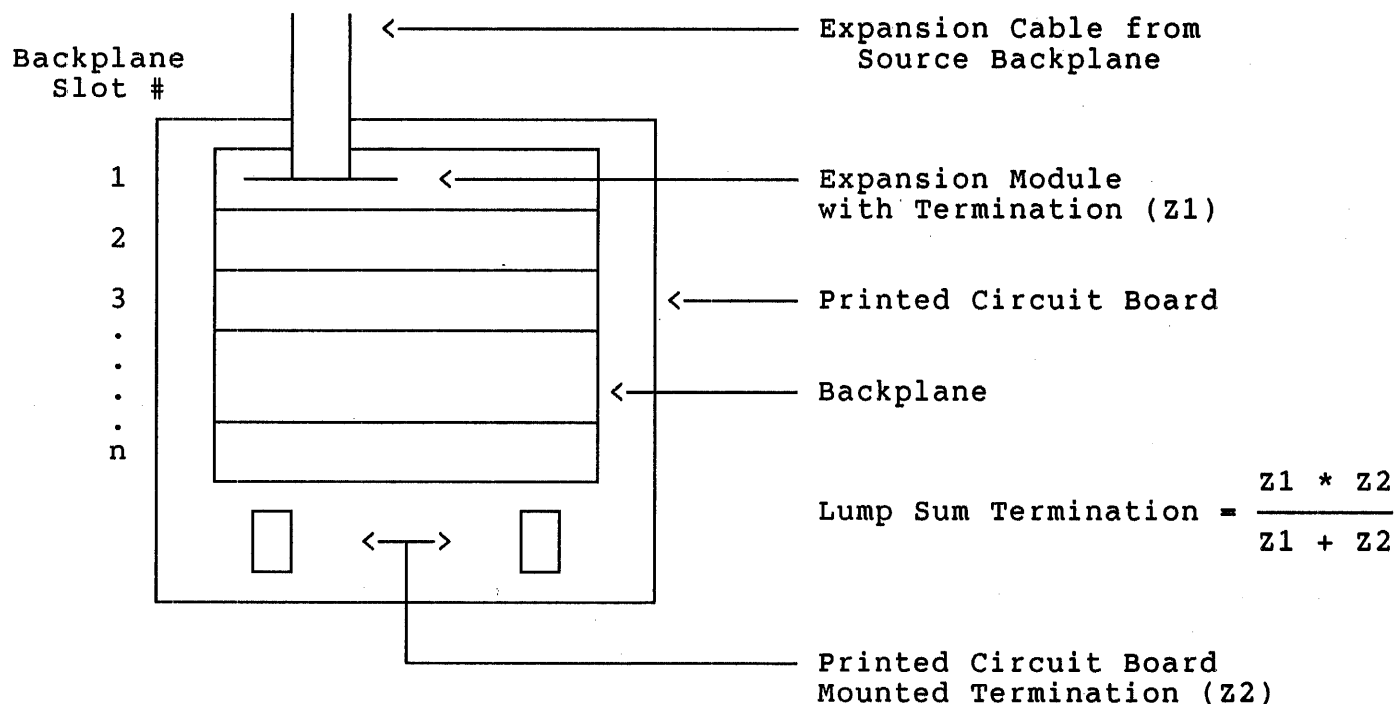 Expansion Cable from
Source Backplane
Backplane
Slot #
1
Expansion Module
with Termination (Z1)
2
3
Printed Circuit Board
.
.
.
Backplane
.
n
Z1 * Z2
Lump Sum Termination = 
Z1 + Z2
Printed Circuit Board
Mounted Termination (Z2)